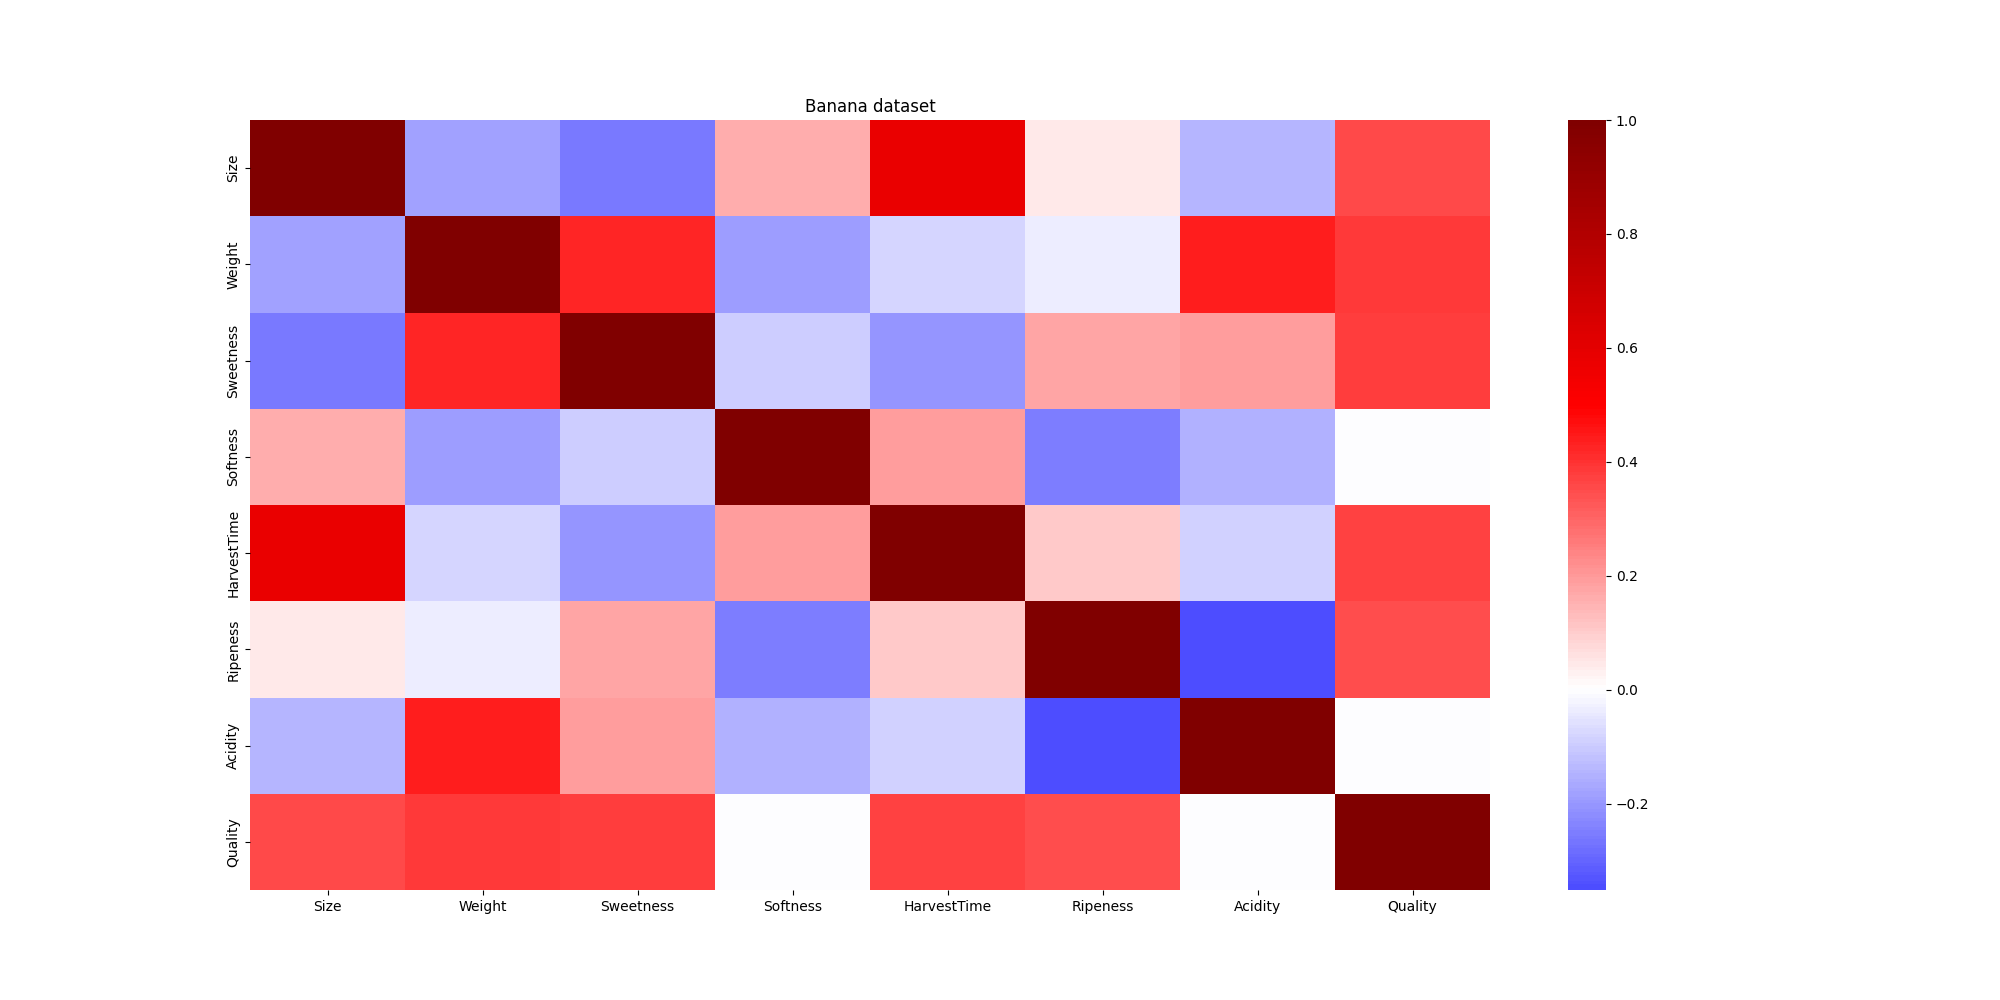 Banana dataset
Size
Weight
Sweetness
Softness
HarvestTime
Ripeness
Acidity
Quality
Size Weight Sweetness Softness HarvestTime Ripeness Acidity Quality
1.0
0.8
0.6
0.4
0.2
0.0
−0.2